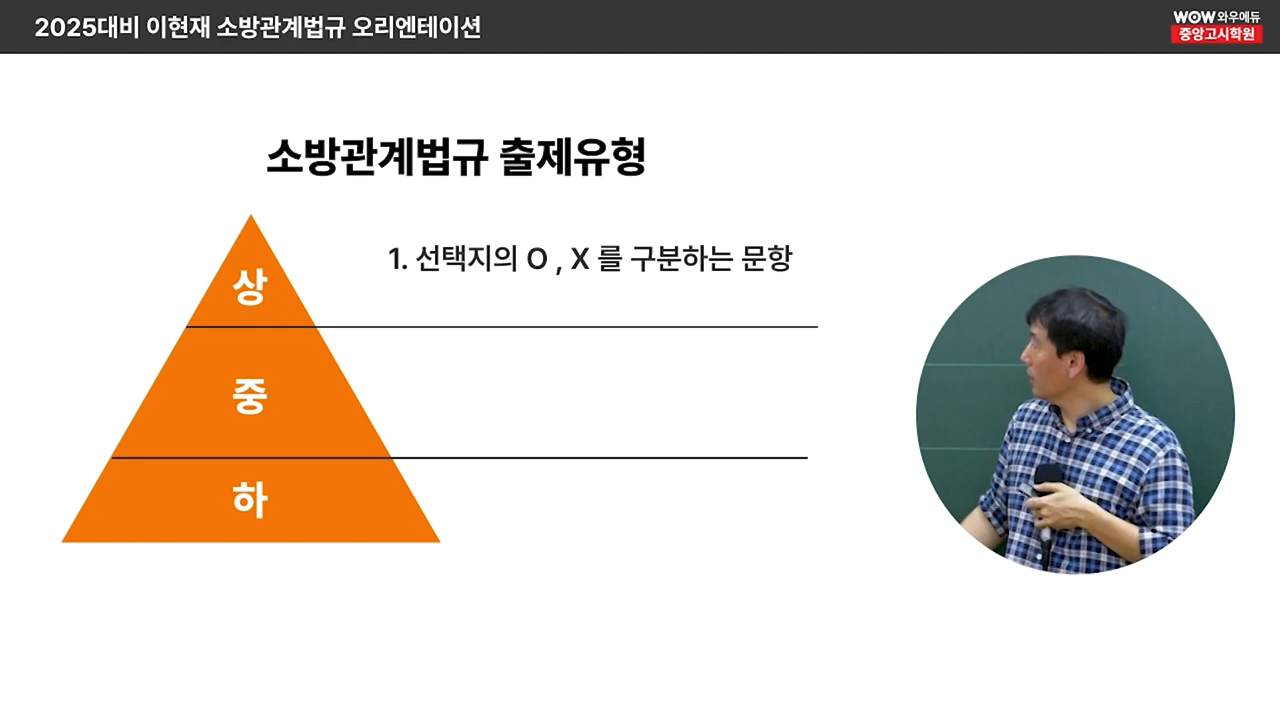 2025대비 이현재 소방관계법규 오리엔테이션
WOW 와우에듀
중앙고시학원
소방관계법규 출제유형
상
1. 선택지의 O , X 를 구분하는 문항
중
하